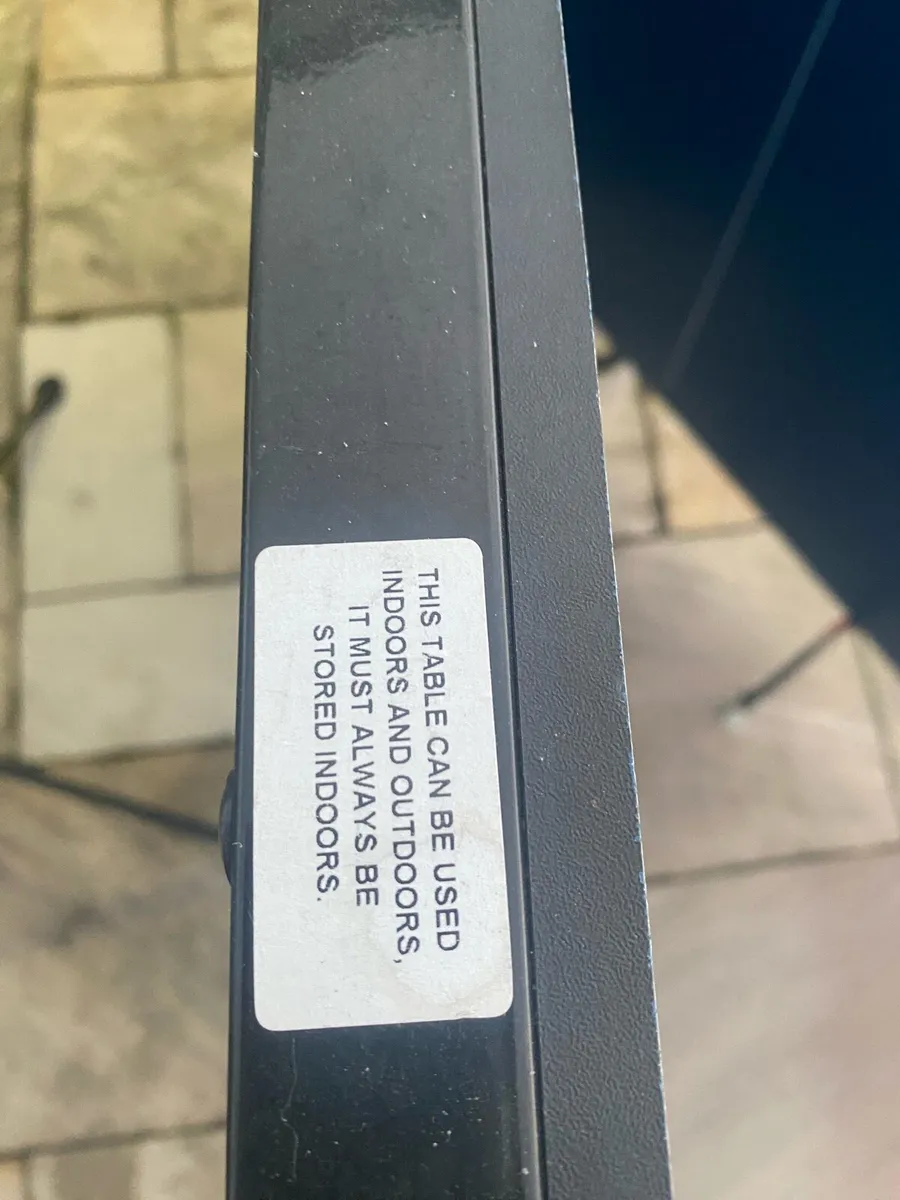 THIS TABLE CAN BE USED
INDOORS AND OUTDOORS,
IT MUST ALWAYS BE
STORED INDOORS.